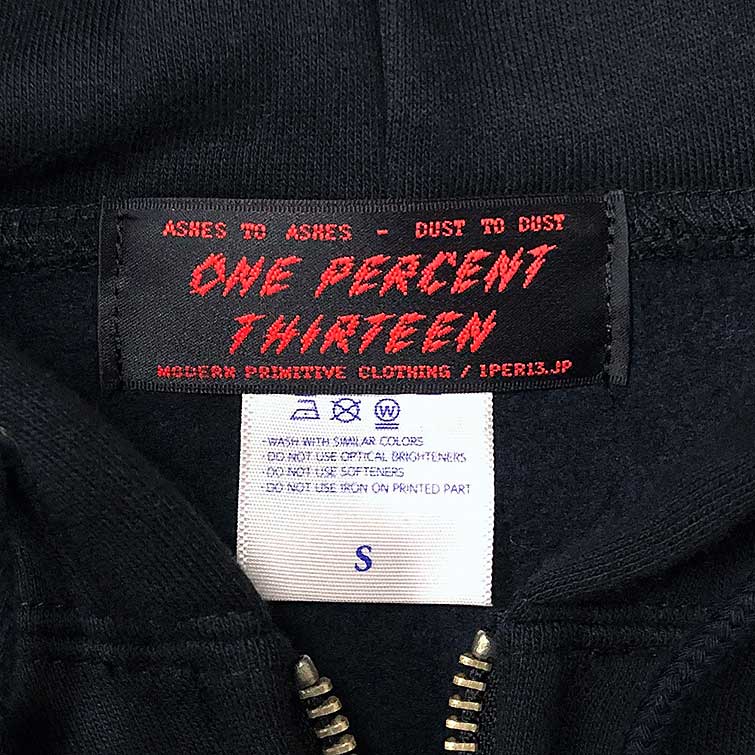 ASHES TO ASHES - DUST TO DUST
ONE PERCENT
THIRTEEN
MODERN PRIMITIVE CLOTHING / 1PER13.JP
W
·WASH WITH SIMILAR COLORS
·DO NOT USE OPTICAL BRIGHTENERS
·DO NOT USE SOFTENERS
·DO NOT USE IRON ON PRINTED PART
S